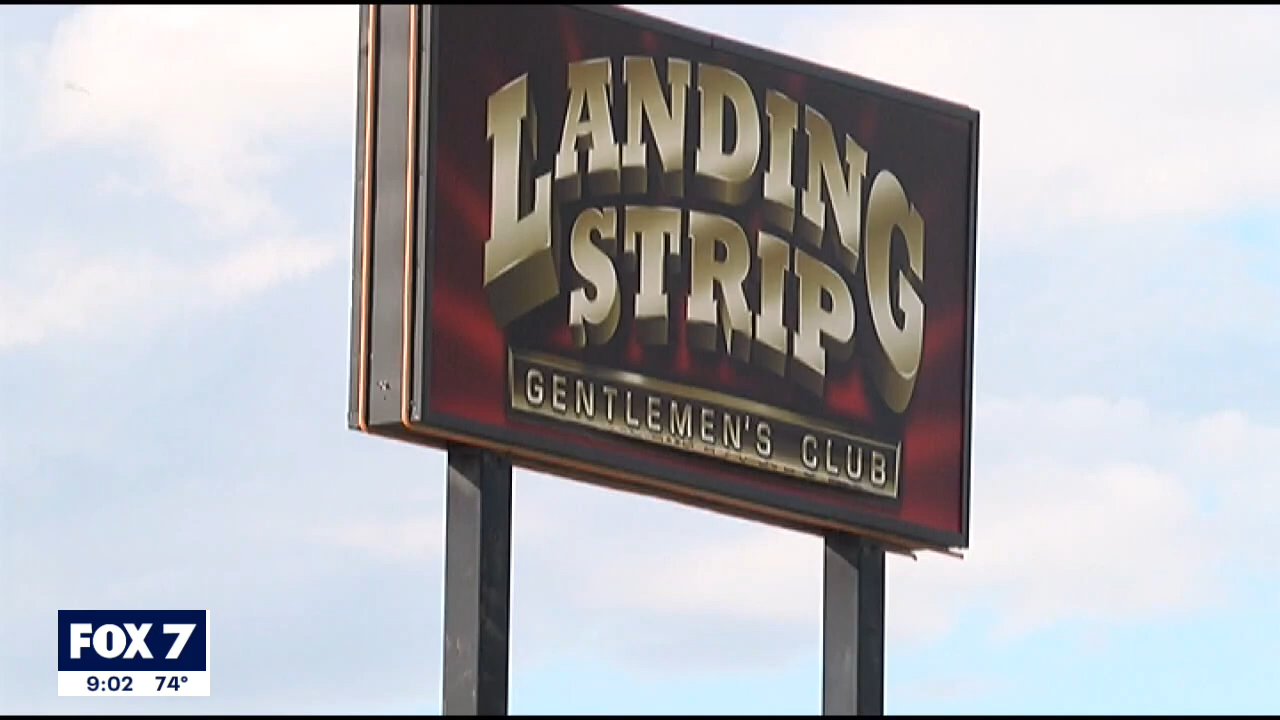 LANDING
STRIP
GENTLEMEN'S CLUB
FOX 7
9:02 74°